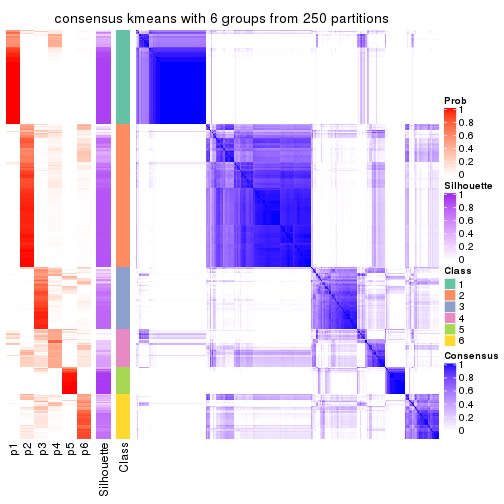 consensus kmeans with 6 groups from 250 partitions
Prob
1
0.8
0.6
0.4
0.2
0
Silhouette
1
0.8
0.6
0.4
0.2
0
Class
1
2
3
4
5
6
Consensus
1
0.8
0.6
0.4
0.2
0
p1
p2
p3
p4
p5
p6
Silhouette
Class